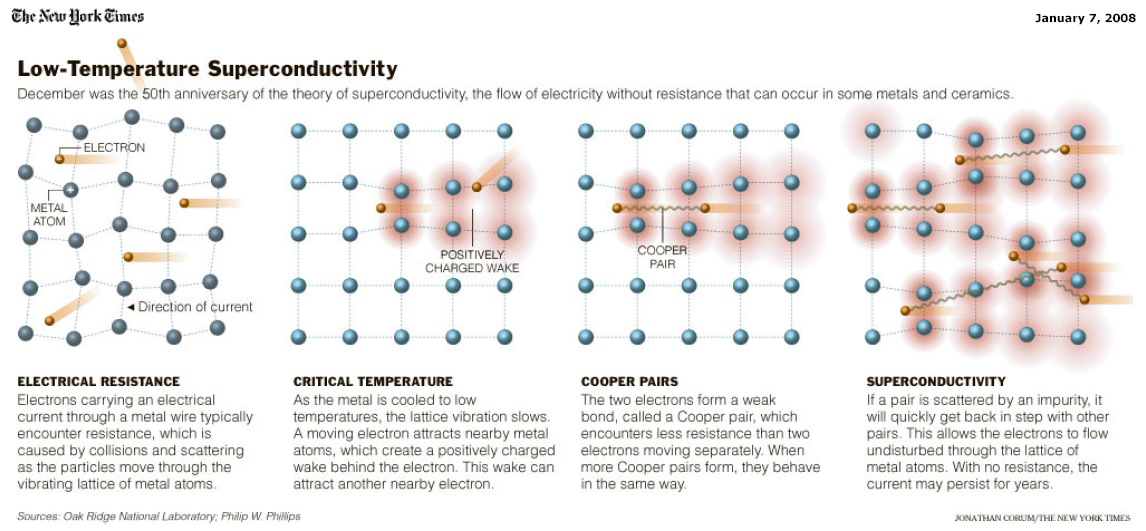 The New York Times
January 7, 2008
Low-Temperature Superconductivity
December was the 50th anniversary of the theory of superconductivity, the flow of electricity without resistance that can occur in some metals and ceramics.
ELECTRON
METAL
ATOM
Direction of current
POSITIVELY
CHARGED WAKE
COOPER
PAIR
ELECTRICAL RESISTANCE
Electrons carrying an electrical
current through a metal wire typically
encounter resistance, which is
caused by collisions and scattering
as the particles move through the
vibrating lattice of metal atoms.
CRITICAL TEMPERATURE
As the metal is cooled to low
temperatures, the lattice vibration slows.
A moving electron attracts nearby metal
atoms, which create a positively charged
wake behind the electron. This wake can
attract another nearby electron.
COOPER PAIRS
The two electrons form a weak
bond, called a Cooper pair, which
encounters less resistance than two
electrons moving separately. When
more Cooper pairs form, they behave
in the same way.
SUPERCONDUCTIVITY
If a pair is scattered by an impurity, it
will quickly get back in step with other
pairs. This allows the electrons to flow
undisturbed through the lattice of
metal atoms. With no resistance, the
current may persist for years.
Sources: Oak Ridge National Laboratory; Philip W. Phillips
JONATHAN CORUM/THE NEW YORK TIMES